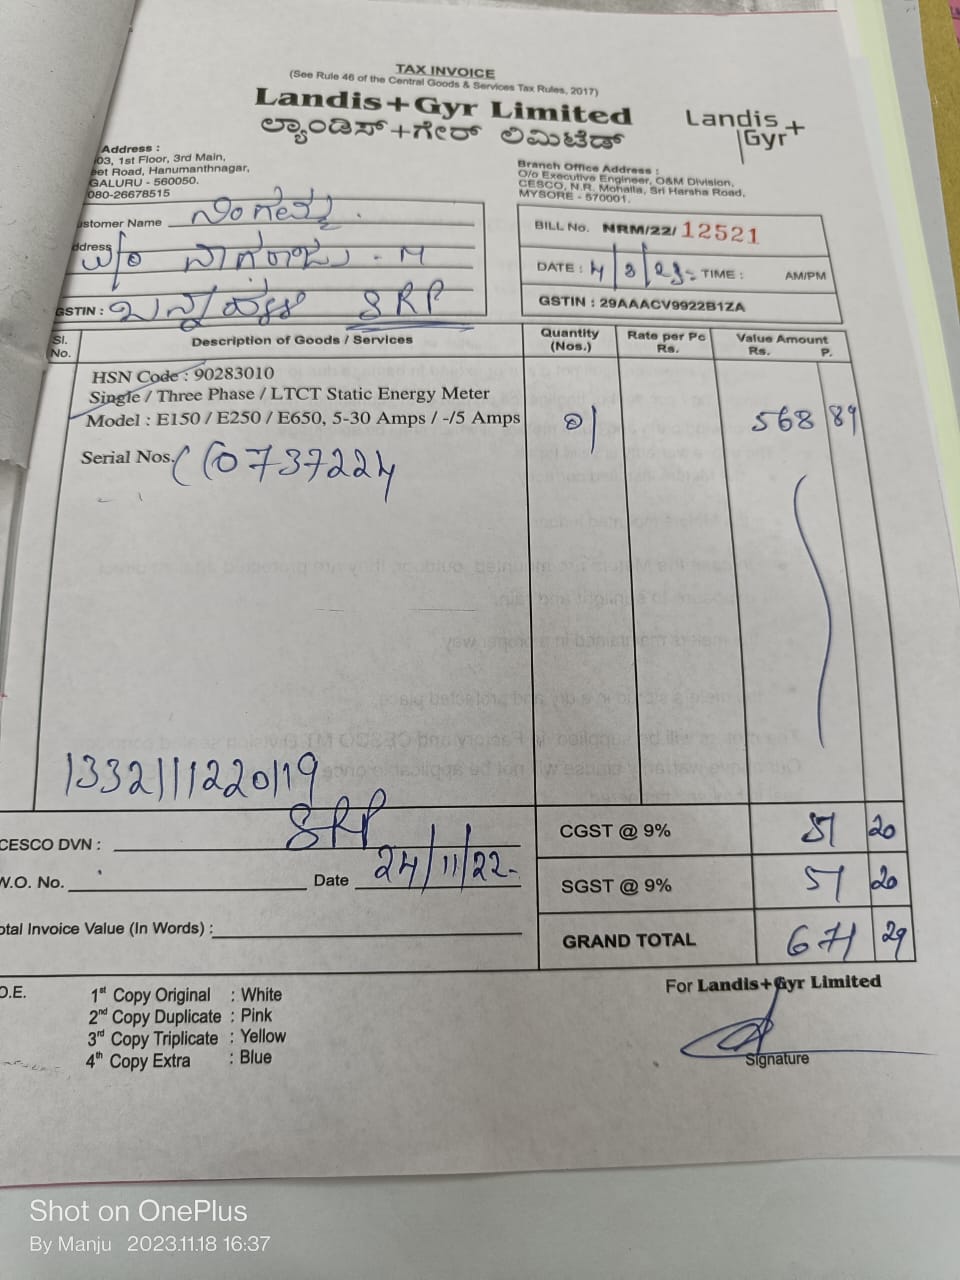 TAX INVOICE
(See Rule 46 of the Central Goods & Services Tax Rules, 2017)
Landis+Gyr Limited
ಲ್ಯಾಂಡಿಸ್+ಗೇರ್ ಲಿಮಿಟೆಡ್
Landis+
Gyr
Address :
03, 1st Floor, 3rd Main,
eet Road, Hanumanthnagar,
GALURU - 560050.
080-26678515
Branch Office Address :
O/o Executive Engineer, O&M Division,
CESCO, N.R. Mohalla, Sri Harsha Road,
MYSORE - 570001.
ustomer Name
ddress
GSTIN : SRP
BILL No. NRM/22/ 12521
DATE : 4/3/23 TIME : AM/PM
GSTIN : 29AAACV9922B1ZA
Sl. No. Description of Goods / Services Quantity (Nos.) Rate per Pc Rs. Value Amount Rs. P.
HSN Code : 90283010
Single / Three Phase / LTCT Static Energy Meter
Model : E150 / E250 / E650, 5-30 Amps / -/5 Amps 01 568 89
Serial Nos. 0737224
1332111220119
CESCO DVN : SRP
W.O. No. Date 24/11/22
otal Invoice Value (In Words) :
CGST @ 9% 51 20
SGST @ 9% 51 20
GRAND TOTAL 671 29
O.E.
1st Copy Original : White
2nd Copy Duplicate : Pink
3rd Copy Triplicate : Yellow
4th Copy Extra : Blue
For Landis+Gyr Limited
Signature
Shot on OnePlus
By Manju 2023.11.18 16:37